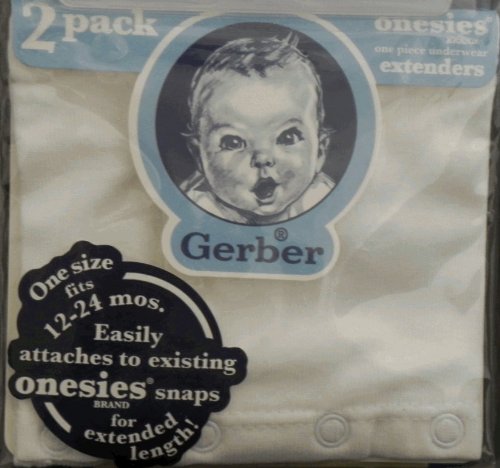 2 pack
onesies®
BRAND
one piece underwear
extenders
Gerber®
One size
fits
12-24 mos.
Easily
attaches to existing
onesies® snaps
BRAND
for
extended
length!